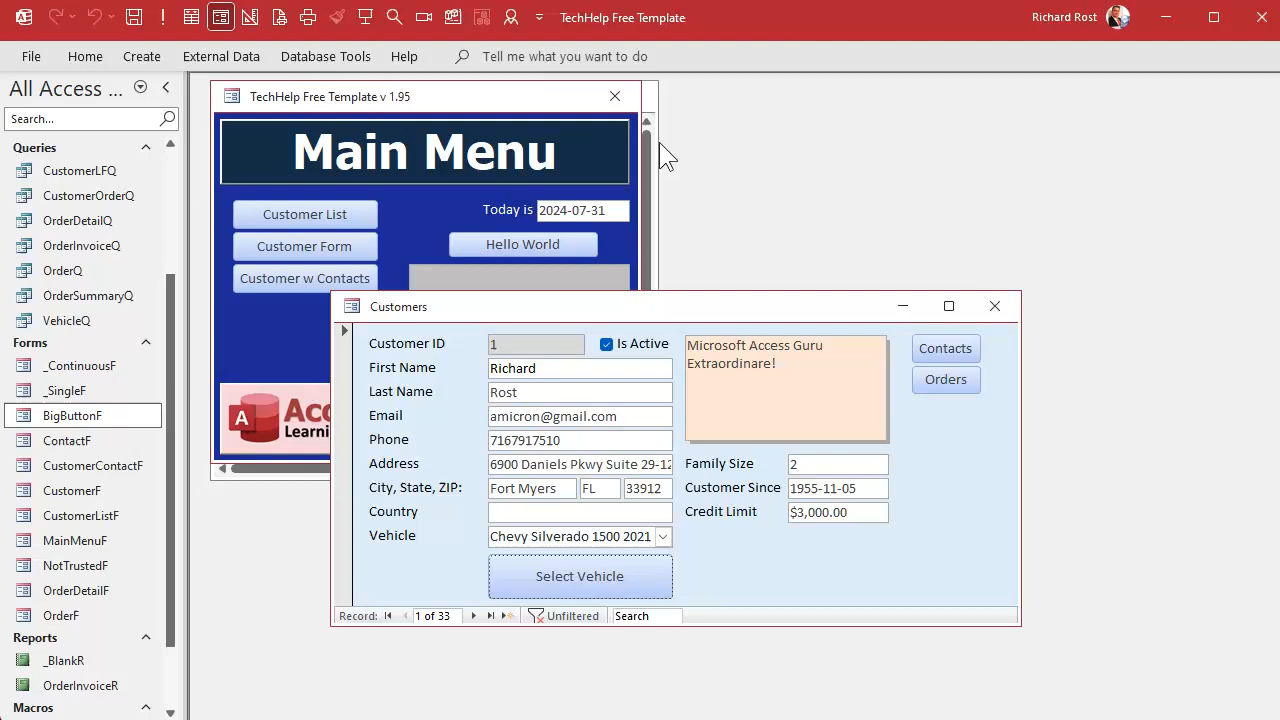 TechHelp Free Template
Richard Rost
File
Home
Create
External Data
Database Tools
Help
Tell me what you want to do
All Access ...
Search...
Queries
CustomerLFQ
CustomerOrderQ
OrderDetailQ
OrderInvoiceQ
OrderQ
OrderSummaryQ
VehicleQ
Forms
_ContinuousF
_SingleF
BigButtonF
ContactF
CustomerContactF
CustomerF
CustomerListF
MainMenuF
NotTrustedF
OrderDetailF
OrderF
Reports
_BlankR
OrderInvoiceR
Macros
TechHelp Free Template v 1.95
Main Menu
Customer List
Customer Form
Customer w Contacts
Today is 2024-07-31
Hello World
A
Learni
Customers
Customer ID 1
Is Active
First Name Richard
Last Name Rost
Email amicron@gmail.com
Phone 7167917510
Address 6900 Daniels Pkwy Suite 29-12
City, State, ZIP: Fort Myers FL 33912
Country
Vehicle Chevy Silverado 1500 2021
Select Vehicle
Microsoft Access Guru
Extraordinare!
Family Size 2
Customer Since 1955-11-05
Credit Limit $3,000.00
Contacts
Orders
Record: 1 of 33 Unfiltered Search